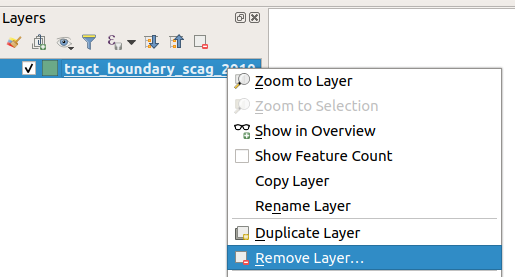 Layers
tract_boundary_scag_2010
Zoom to Layer
Zoom to Selection
Show in Overview
Show Feature Count
Copy Layer
Rename Layer
Duplicate Layer
Remove Layer…